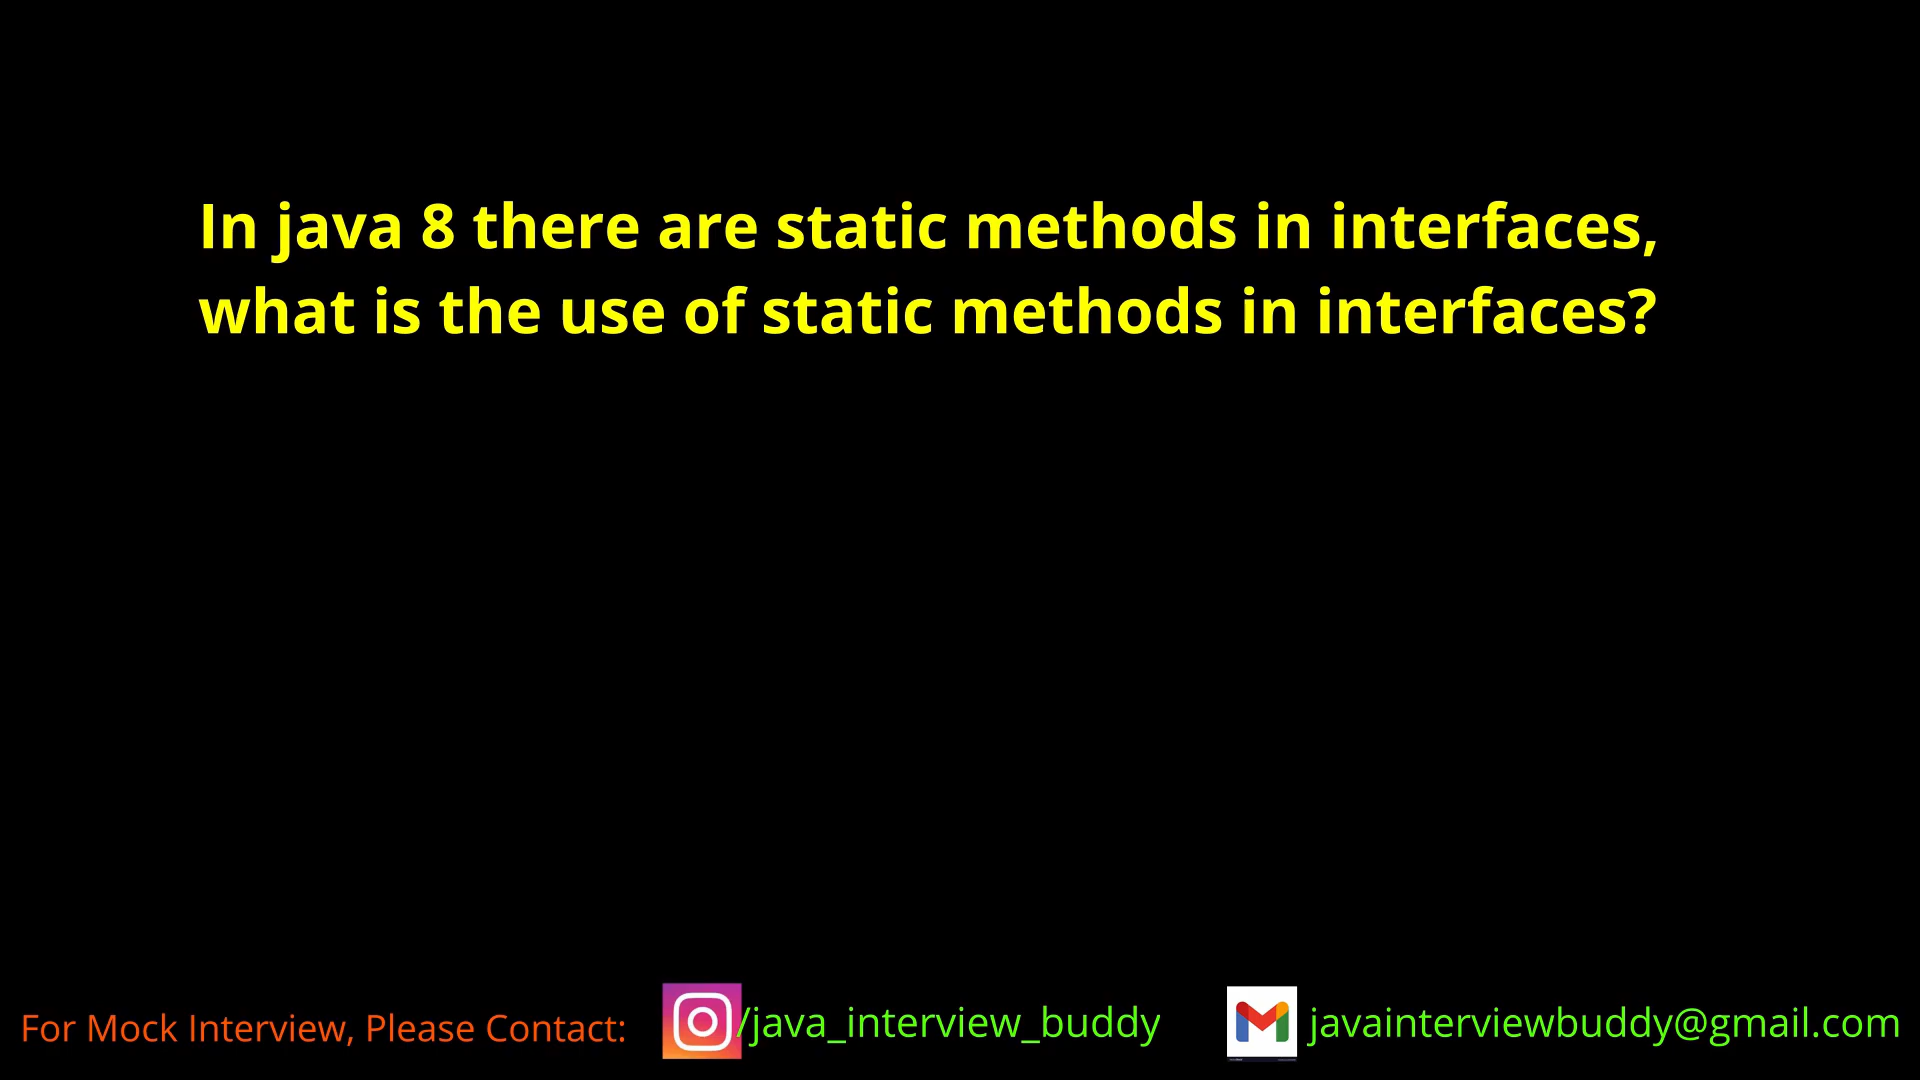 In java 8 there are static methods in interfaces,
what is the use of static methods in interfaces?
For Mock Interview, Please Contact: /java_interview_buddy javainterviewbuddy@gmail.com